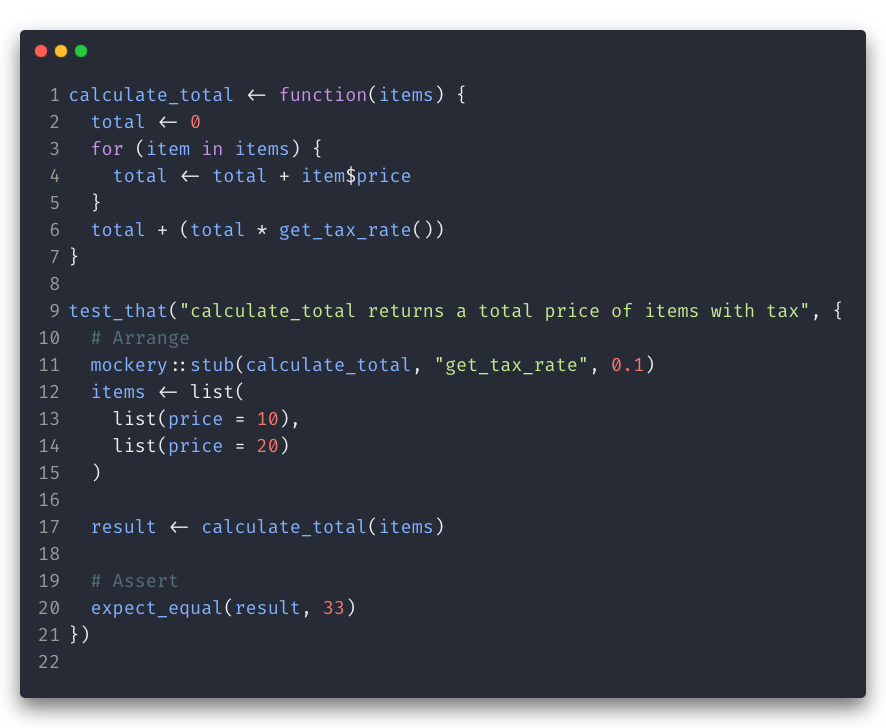 1 calculate_total <- function(items) {
2   total <- 0
3   for (item in items) {
4     total <- total + item$price
5   }
6   total + (total * get_tax_rate())
7 }
8
9 test_that("calculate_total returns a total price of items with tax", {
10   # Arrange
11   mockery::stub(calculate_total, "get_tax_rate", 0.1)
12   items <- list(
13     list(price = 10),
14     list(price = 20)
15   )
16
17   result <- calculate_total(items)
18
19   # Assert
20   expect_equal(result, 33)
21 })
22